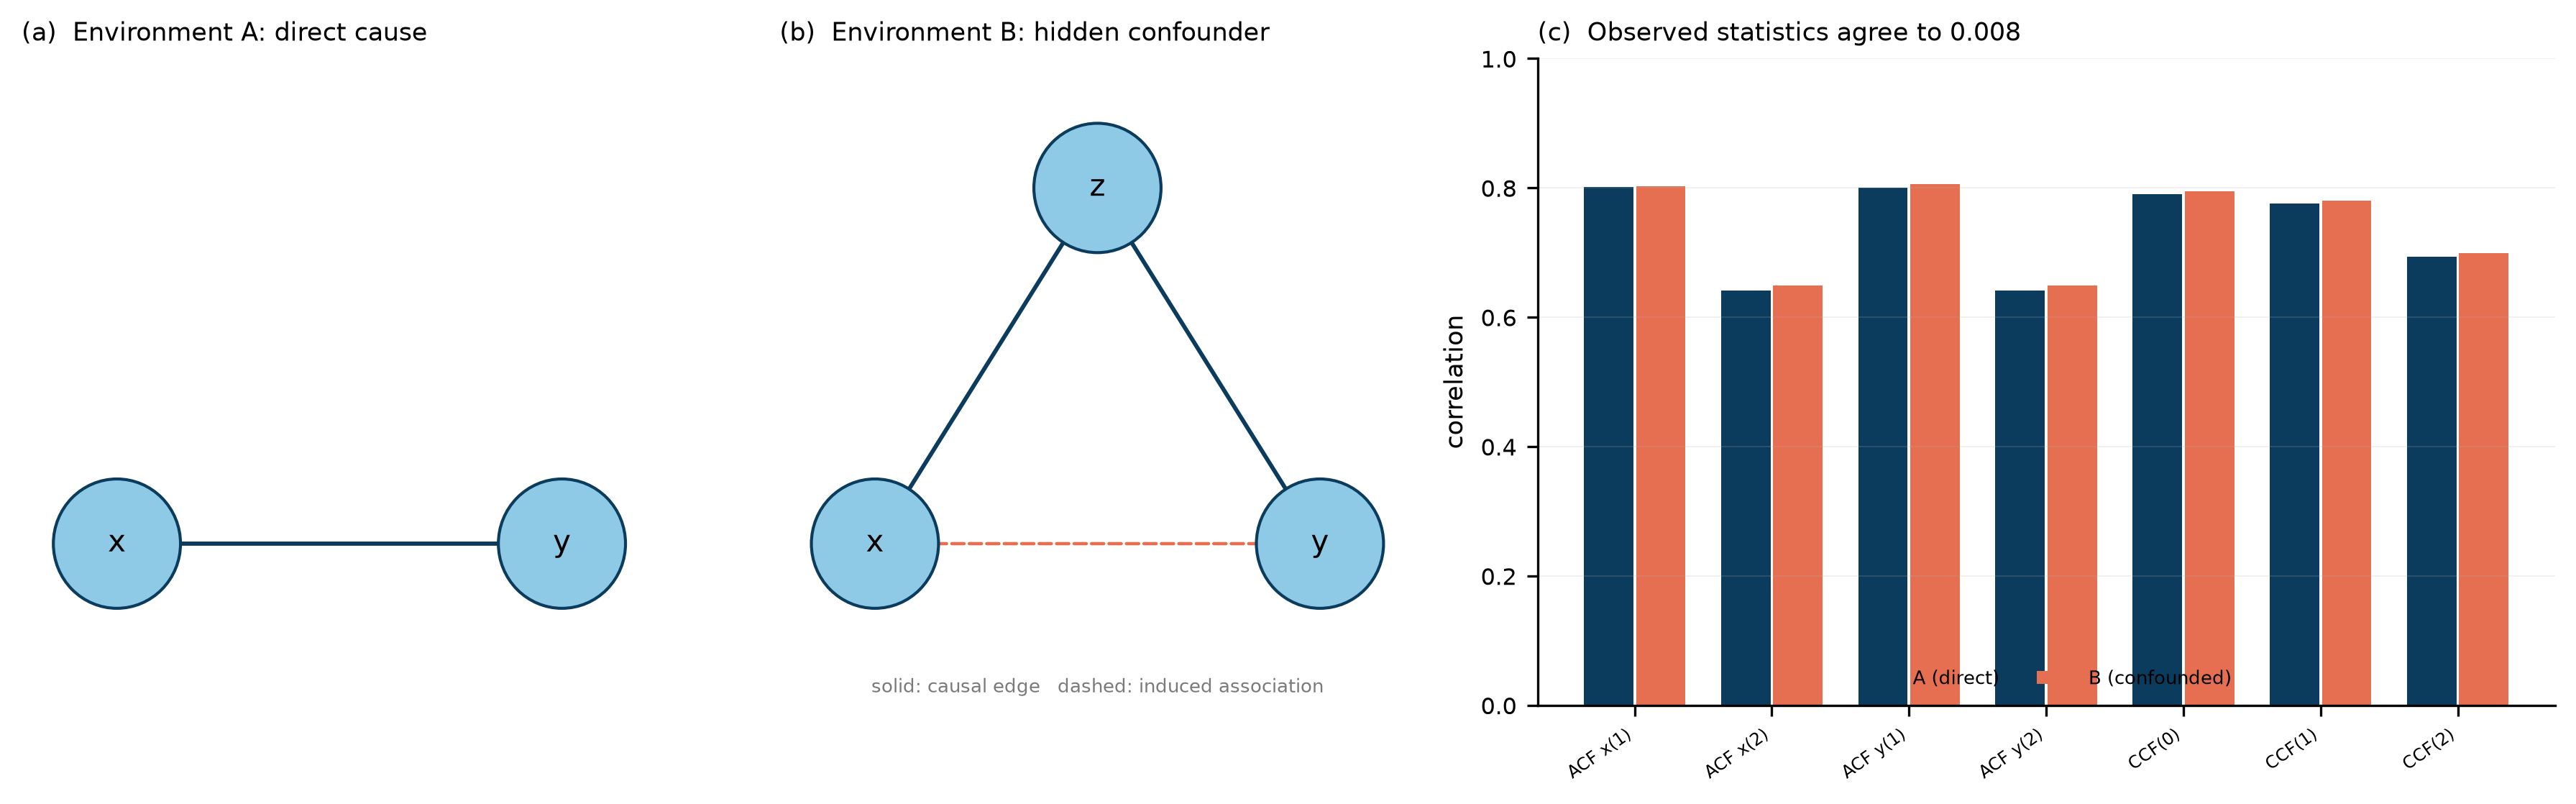 (a)  Environment A: direct cause
x
y
(b)  Environment B: hidden confounder
z
x
y
solid: causal edge   dashed: induced association
(c)  Observed statistics agree to 0.008
correlation
1.0
0.8
0.6
0.4
0.2
0.0
A (direct)
B (confounded)
ACF x(1)
ACF x(2)
ACF y(1)
ACF y(2)
CCF(0)
CCF(1)
CCF(2)